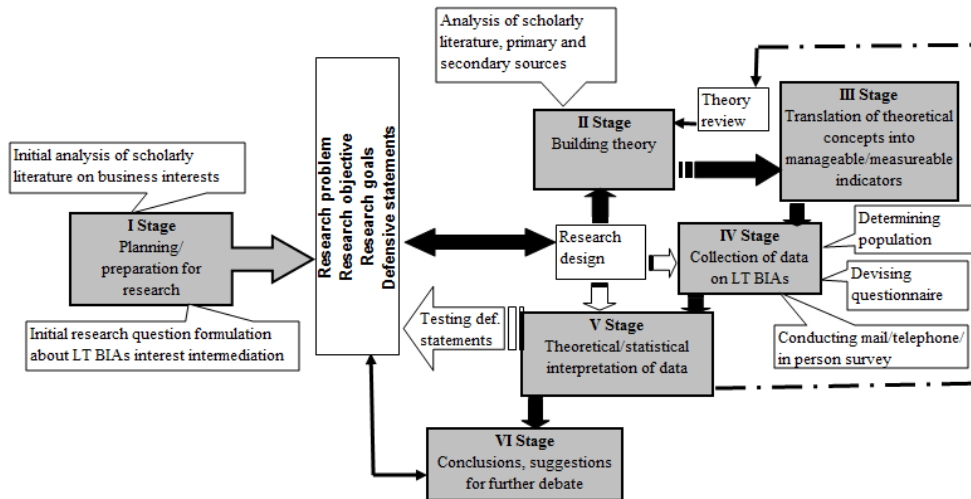 Analysis of scholarly
literature, primary and
secondary sources
Initial analysis of scholarly
literature on business interests
I Stage
Planning/
preparation for
research
Initial research question formulation
about LT BIAs interest intermediation
Research problem
Research objective
Research goals
Defensive statements
II Stage
Building theory
Theory
review
III Stage
Translation of theoretical
concepts into
manageable/measureable
indicators
Research
design
IV Stage
Collection of data
on LT BIAs
Determining
population
Devising
questionnaire
Conducting mail/telephone/
in person survey
Testing def.
statements
V Stage
Theoretical/statistical
interpretation of data
VI Stage
Conclusions, suggestions
for further debate